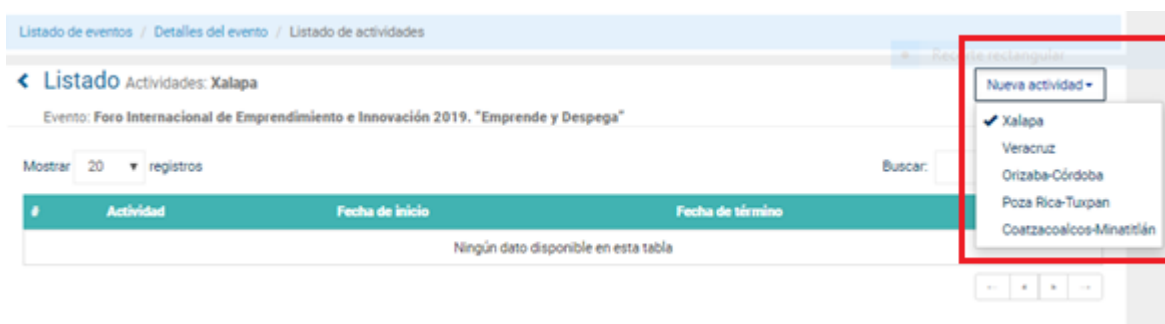 Listado de eventos / Detalles del evento / Listado de actividades
Recorte rectangular
Listado Actividades: Xalapa
Nueva actividad
Evento: Foro Internacional de Emprendimiento e Innovación 2019. "Emprende y Despega"
Xalapa
Veracruz
Orizaba-Córdoba
Poza Rica-Tuxpan
Coatzacoalcos-Minatitlán
Mostrar 20 registros
Buscar:
# Actividad Fecha de inicio Fecha de término
Ningún dato disponible en esta tabla